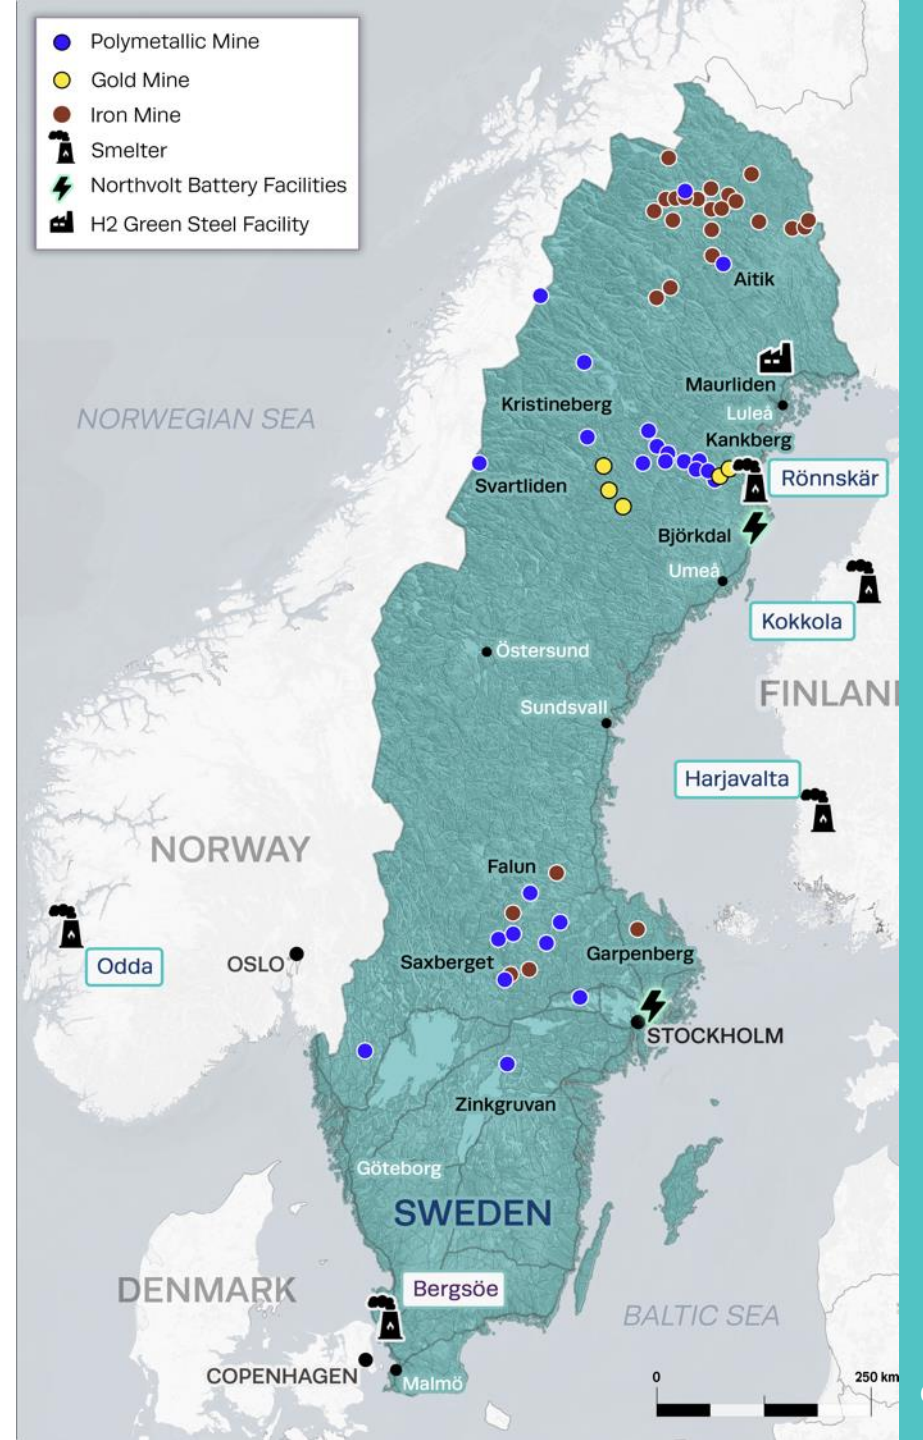 Polymetallic Mine
Gold Mine
Iron Mine
Smelter
Northvolt Battery Facilities
H2 Green Steel Facility
Aitik
Maurliden
Kristineberg
Luleå
NORWEGIAN SEA
Kankberg
Rönnskär
Svartliden
Björkdal
Umeå
Kokkola
Östersund
FINLAN
Sundsvall
Harjavalta
NORWAY
Falun
Garpenberg
Saxberget
OSLO
Odda
STOCKHOLM
Zinkgruvan
Göteborg
SWEDEN
Bergsöe
DENMARK
BALTIC SEA
COPENHAGEN
Malmö
0
250 km